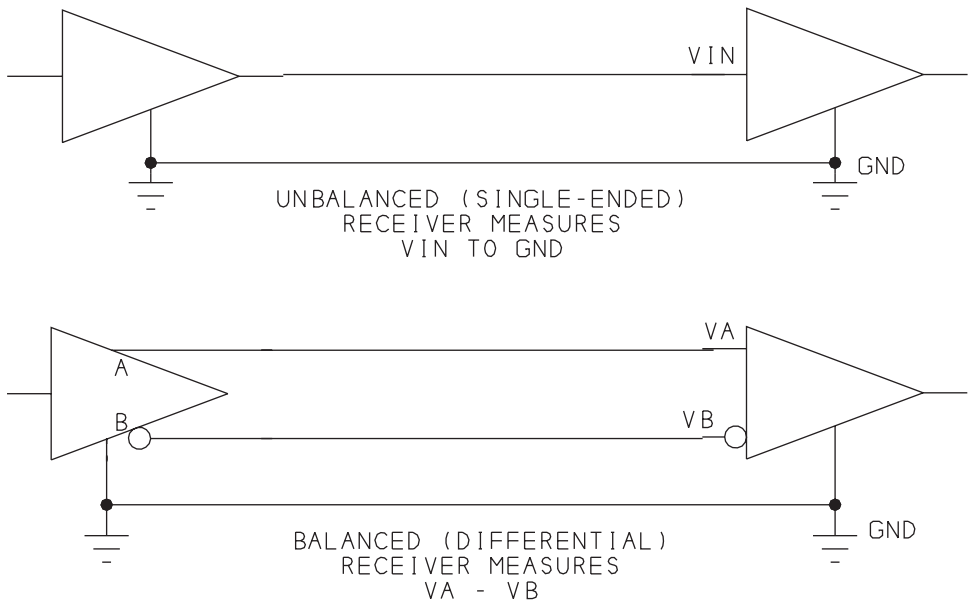 VIN
GND
UNBALANCED (SINGLE-ENDED)
RECEIVER MEASURES
VIN TO GND
VA
A
B
VB
GND
BALANCED (DIFFERENTIAL)
RECEIVER MEASURES
VA - VB